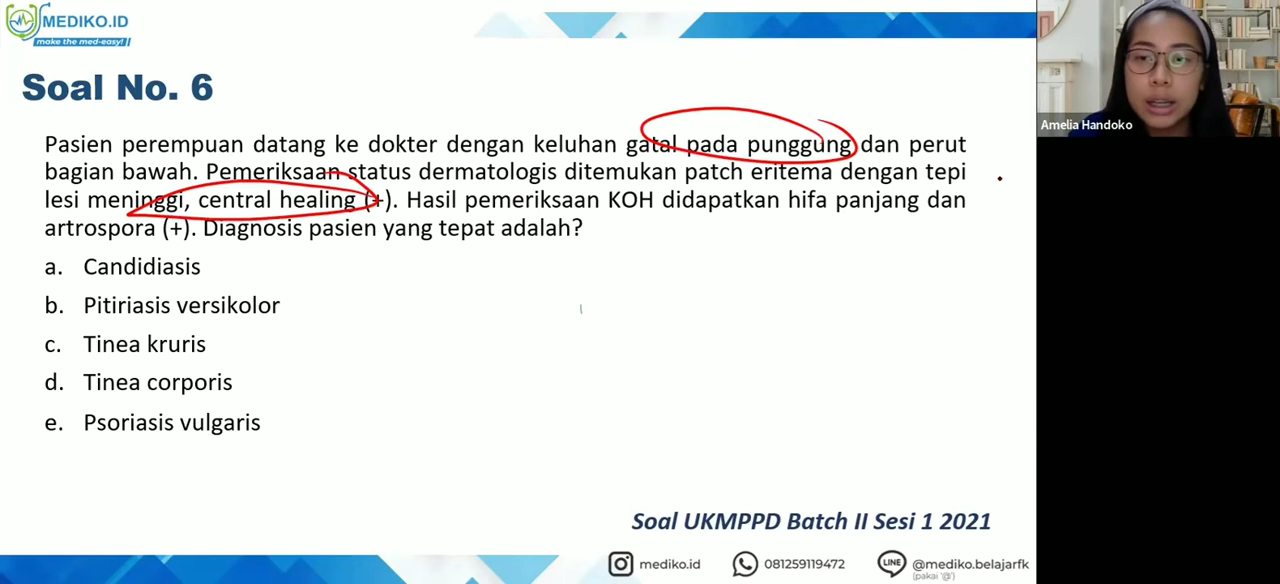 MEDIKO.ID
make the med-easy!
Soal No. 6
Amelia Handoko
Pasien perempuan datang ke dokter dengan keluhan gatal pada punggung dan perut
bagian bawah. Pemeriksaan status dermatologis ditemukan patch eritema dengan tepi
lesi meninggi, central healing (+). Hasil pemeriksaan KOH didapatkan hifa panjang dan
artrospora (+). Diagnosis pasien yang tepat adalah?
a. Candidiasis
b. Pitiriasis versikolor
c. Tinea kruris
d. Tinea corporis
e. Psoriasis vulgaris
Soal UKMPPD Batch II Sesi 1 2021
mediko.id 081259119472 LINE @mediko.belajarfk
(pakai '@')